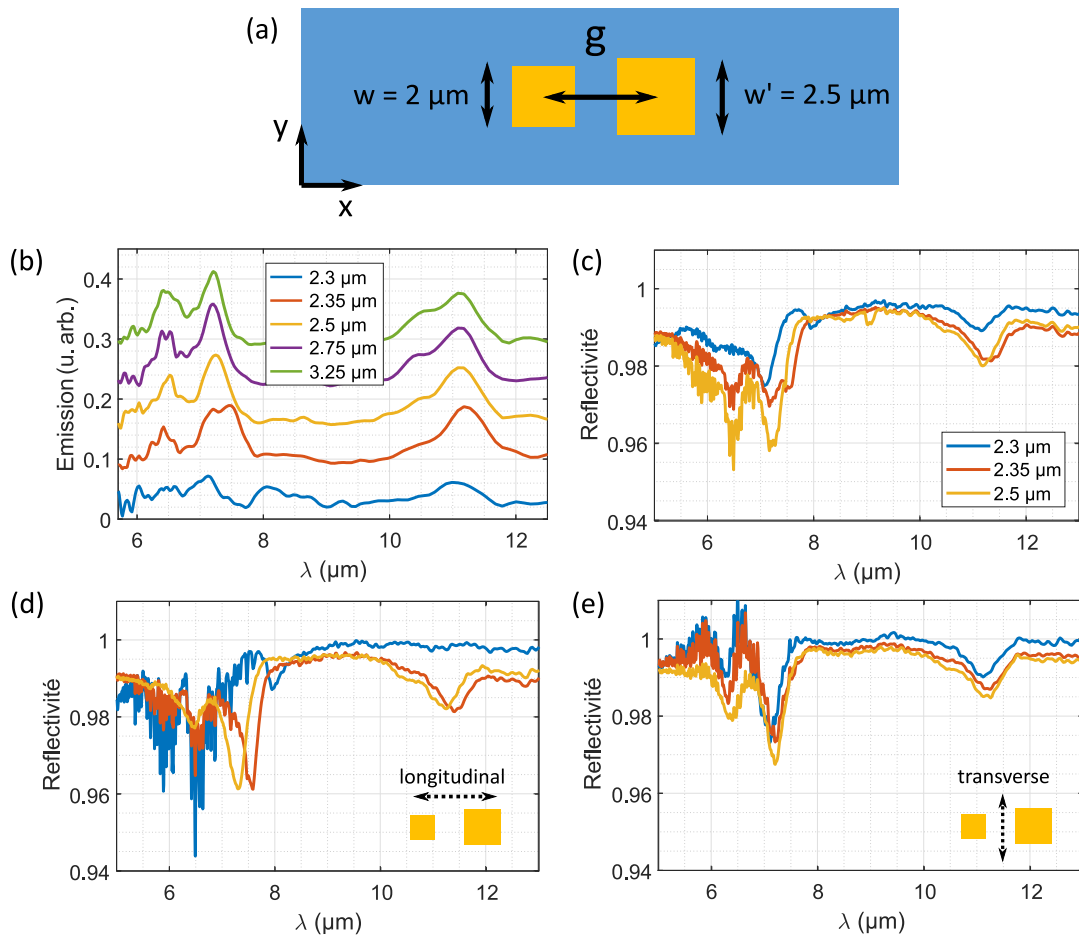 (a)
g
w = 2 µm
w' = 2.5 µm
y
x
(b)
Emission (u. arb.)
0.4
0.3
0.2
0.1
0
2.3 µm
2.35 µm
2.5 µm
2.75 µm
3.25 µm
6 8 10 12
λ (µm)
(c)
Reflectivité
1
0.98
0.96
0.94
2.3 µm
2.35 µm
2.5 µm
6 8 10 12
λ (µm)
(d)
Reflectivité
1
0.98
0.96
0.94
longitudinal
6 8 10 12
λ (µm)
(e)
Reflectivité
1
0.98
0.96
0.94
transverse
6 8 10 12
λ (µm)